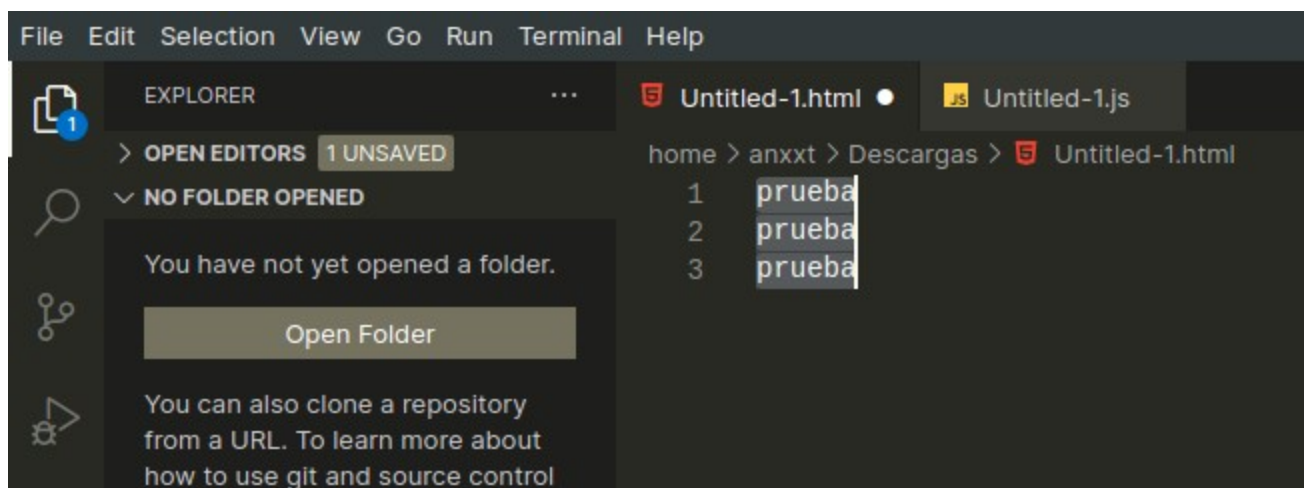 File Edit Selection View Go Run Terminal Help
EXPLORER ...
Untitled-1.html
JS Untitled-1.js
1
> OPEN EDITORS 1 UNSAVED
home > anxxt > Descargas > Untitled-1.html
NO FOLDER OPENED
1 prueba
2 prueba
3 prueba
You have not yet opened a folder.
Open Folder
You can also clone a repository
from a URL. To learn more about
how to use git and source control